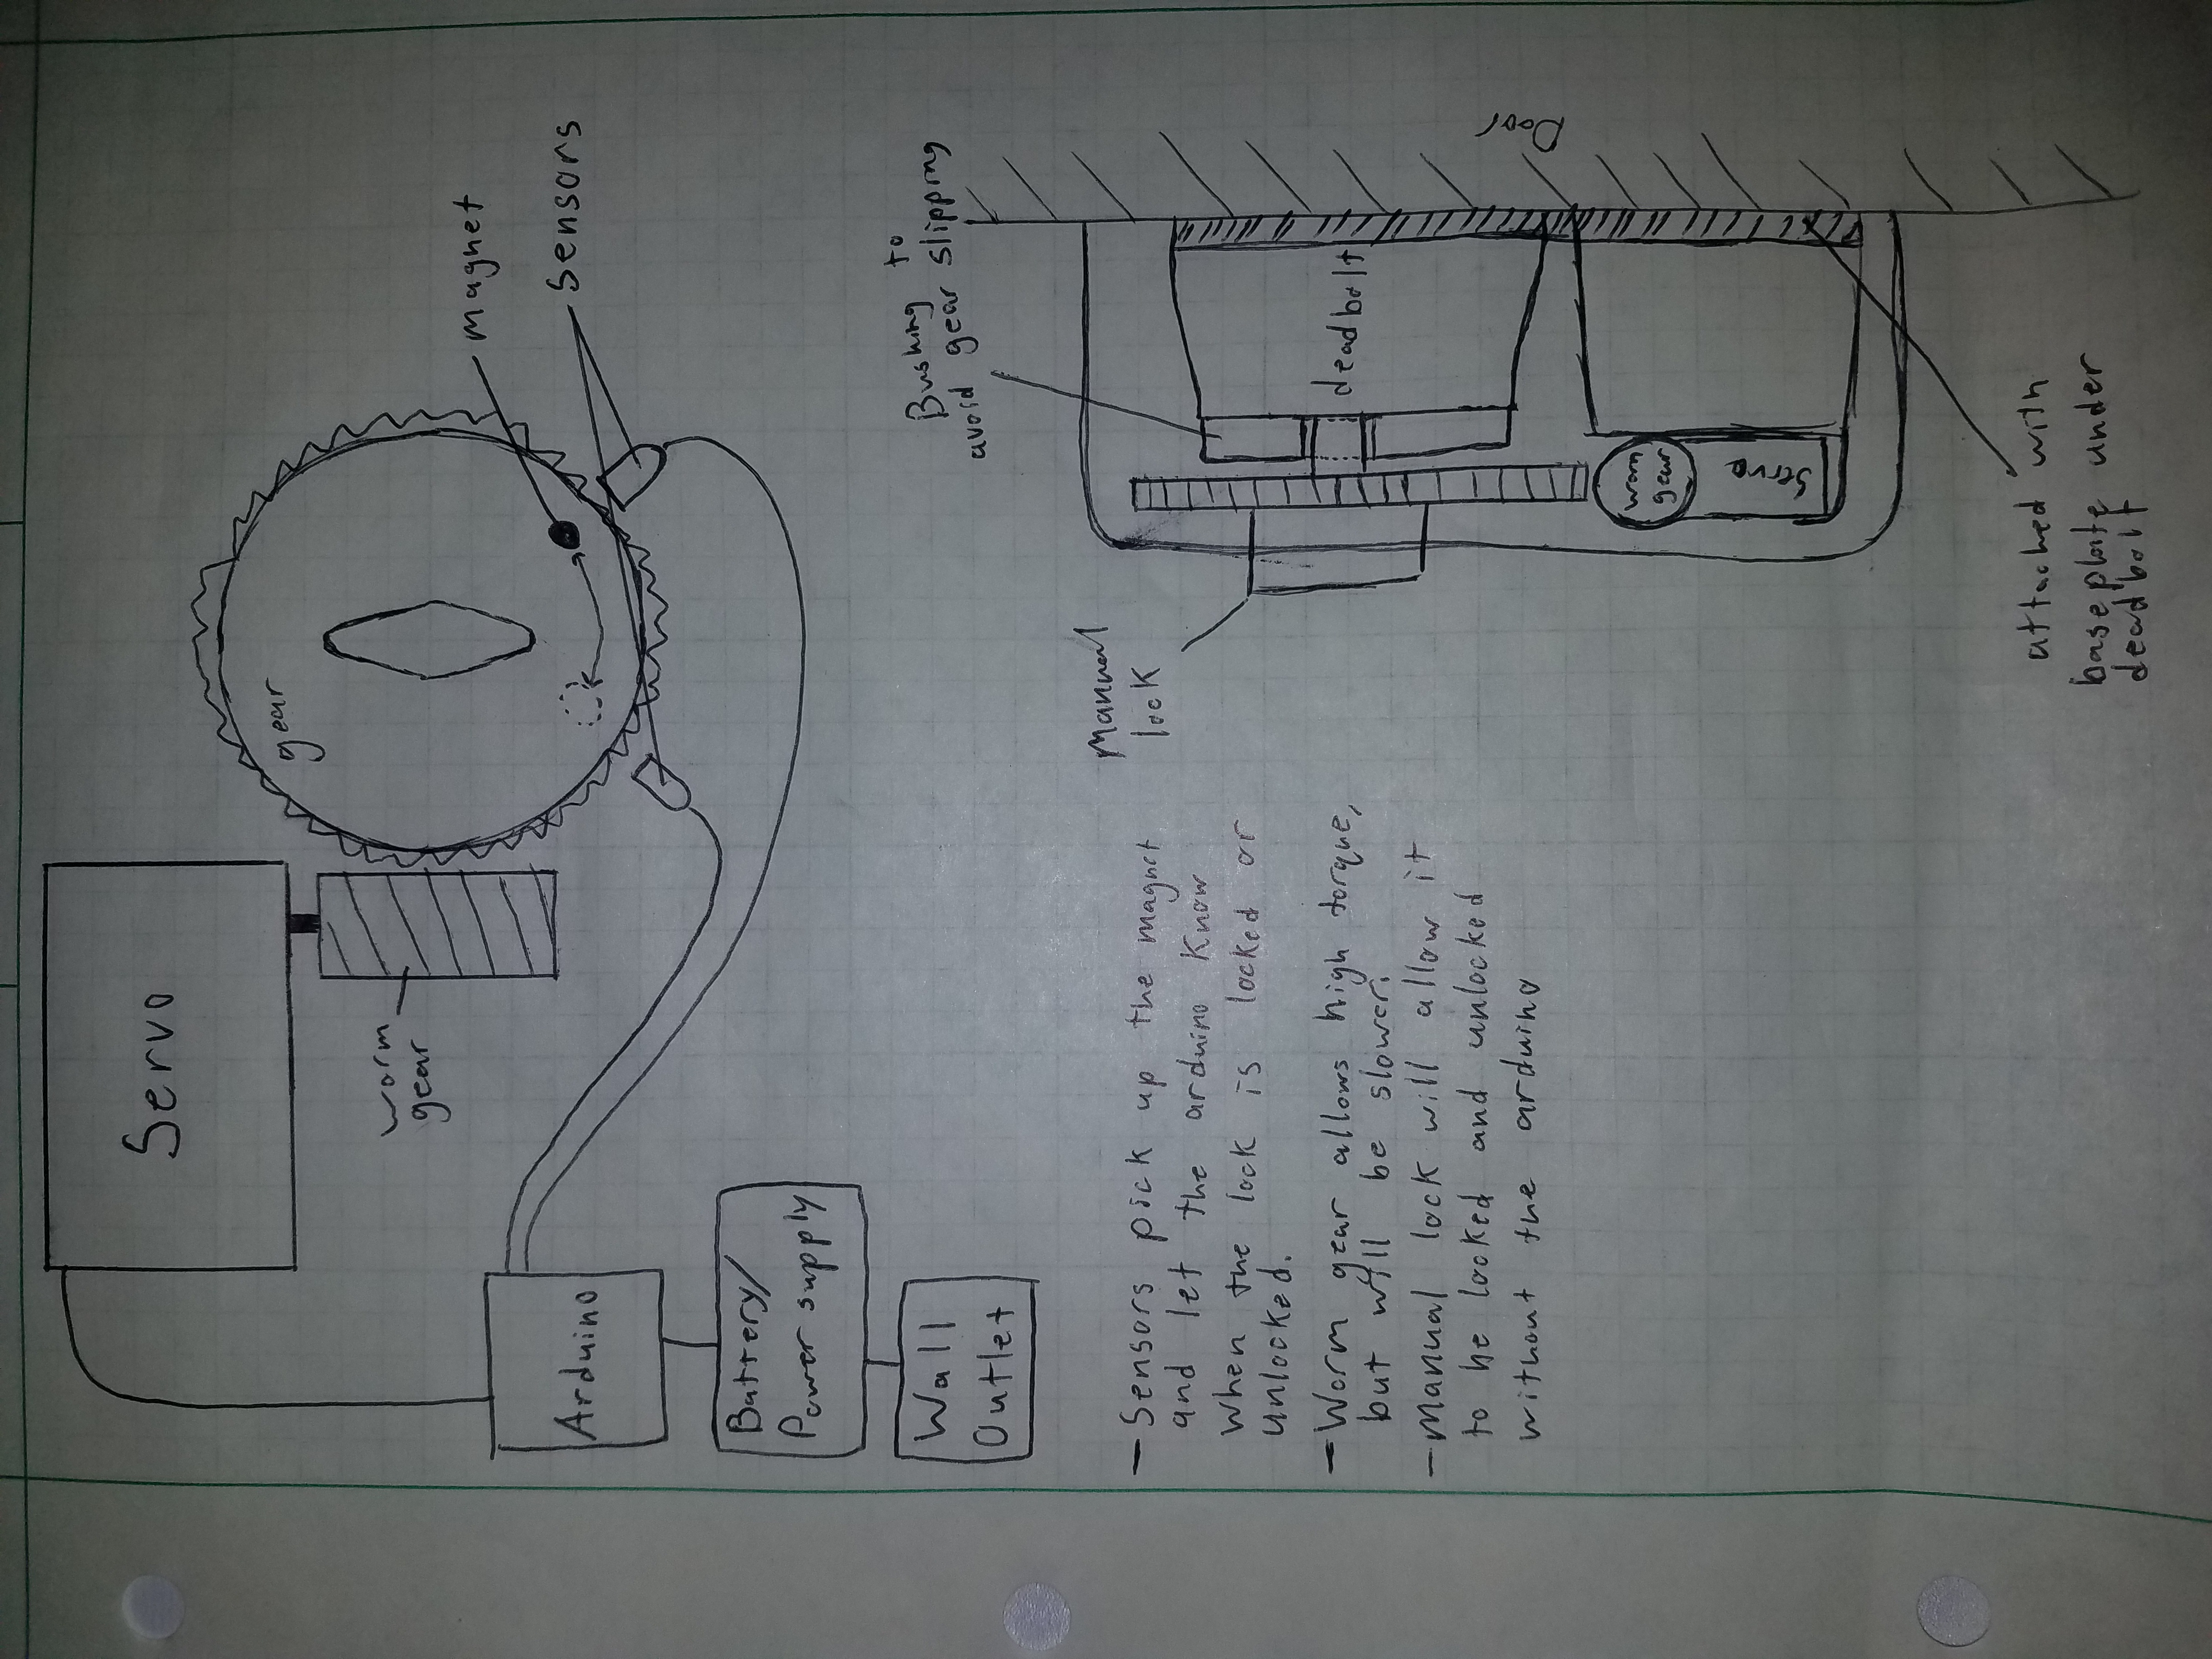 Servo
gear
worm
gear
magnet
Sensors
Arduino
Battery/
Power supply
Wall
Outlet
Bushing to
avoid gear slipping
Manual
lock
– Sensors pick up the magnet
and let the arduino know
when the lock is locked or
unlocked.
– Worm gear allows high torque,
but will be slower.
– Manual lock will allow it
to be locked and unlocked
without the arduino
deadbolt
Door
worm
gear
Servo
attached with
baseplate under
deadbolt